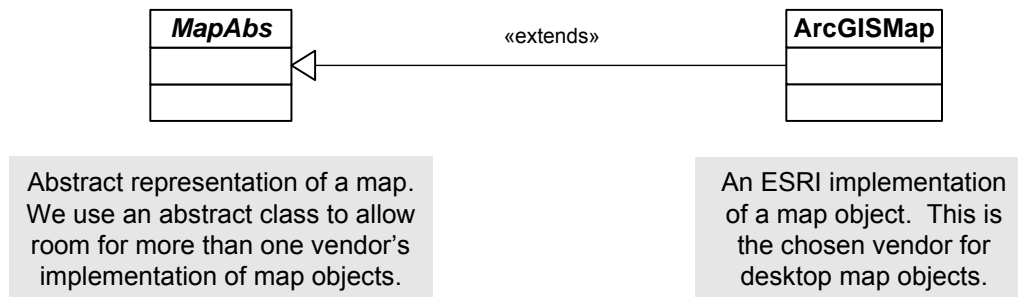 MapAbs
«extends»
ArcGISMap
Abstract representation of a map.
We use an abstract class to allow
room for more than one vendor's
implementation of map objects.
An ESRI implementation
of a map object.  This is
the chosen vendor for
desktop map objects.